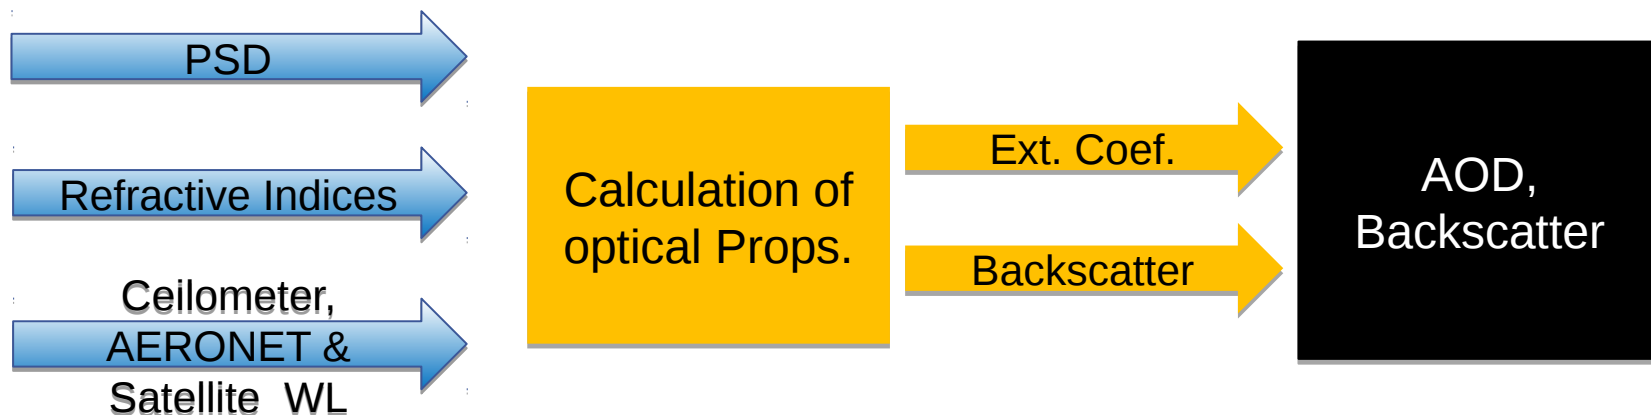 PSD
Refractive Indices
Ceilometer,
AERONET &
Satellite WL
Calculation of
optical Props.
Ext. Coef.
Backscatter
AOD,
Backscatter